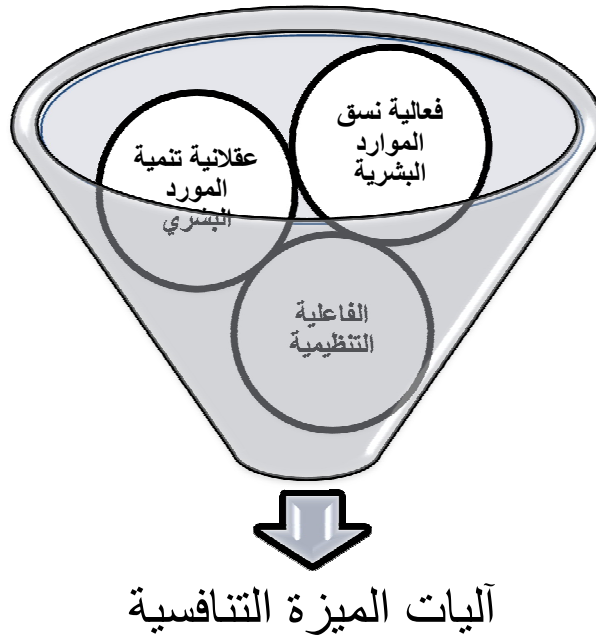 فعالية نسق
الموارد
البشرية
عقلانية تنمية
المورد
البشري
الفاعلية
التنظيمية
آليات الميزة التنافسية